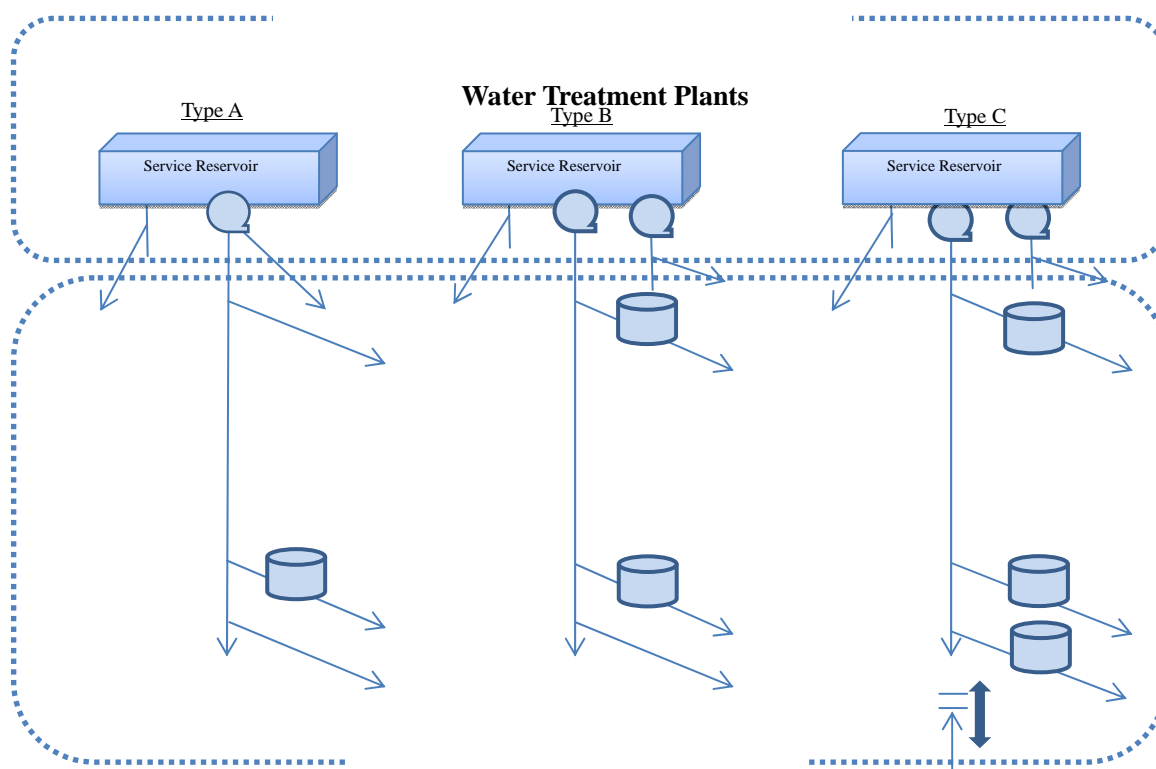 Water Treatment Plants
Type A
Type B
Type C
Service Reservoir
Service Reservoir
Service Reservoir